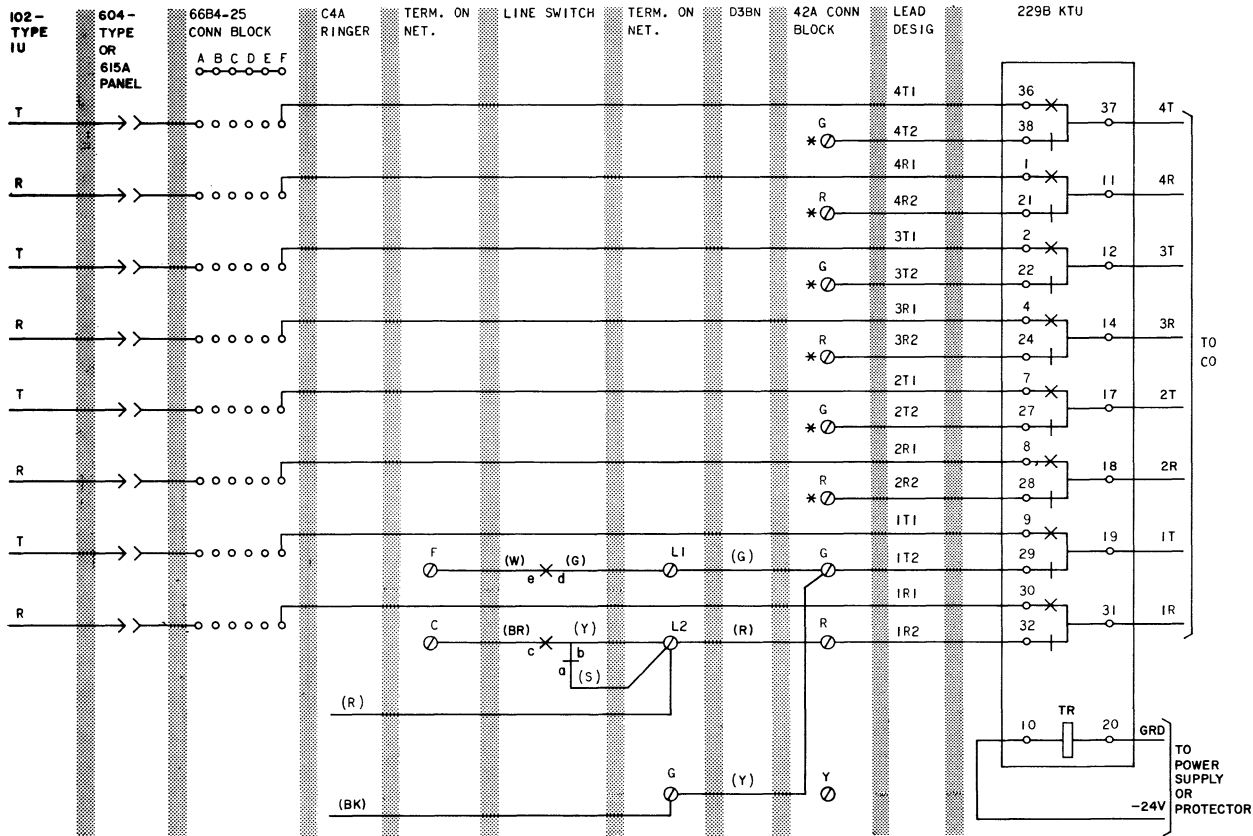 102-
TYPE
IU
604-
TYPE
OR
615A
PANEL
66B4-25
CONN BLOCK
A B C D E F
C4A
RINGER
TERM. ON
NET.
LINE SWITCH
TERM. ON
NET.
D3BN
42A CONN
BLOCK
LEAD
DESIG
229B KTU
T
4T1
36
37
4T
* G
4T2
38
R
4R1
1
11
4R
* R
4R2
21
T
3T1
2
12
3T
* G
3T2
22
R
3R1
4
14
3R
* R
3R2
24
TO
CO
T
2T1
7
17
2T
* G
2T2
27
R
2R1
8
18
2R
* R
2R2
28
T
1T1
9
19
1T
F
(W)
e
d
(G)
L1
(G)
G
1T2
29
R
1R1
30
31
1R
C
(BR)
c
(Y)
b
a
(S)
L2
(R)
R
1R2
32
(R)
10
TR
20
GRD
TO
POWER
SUPPLY
OR
PROTECTOR
-24V
G
(Y)
Y
(BK)